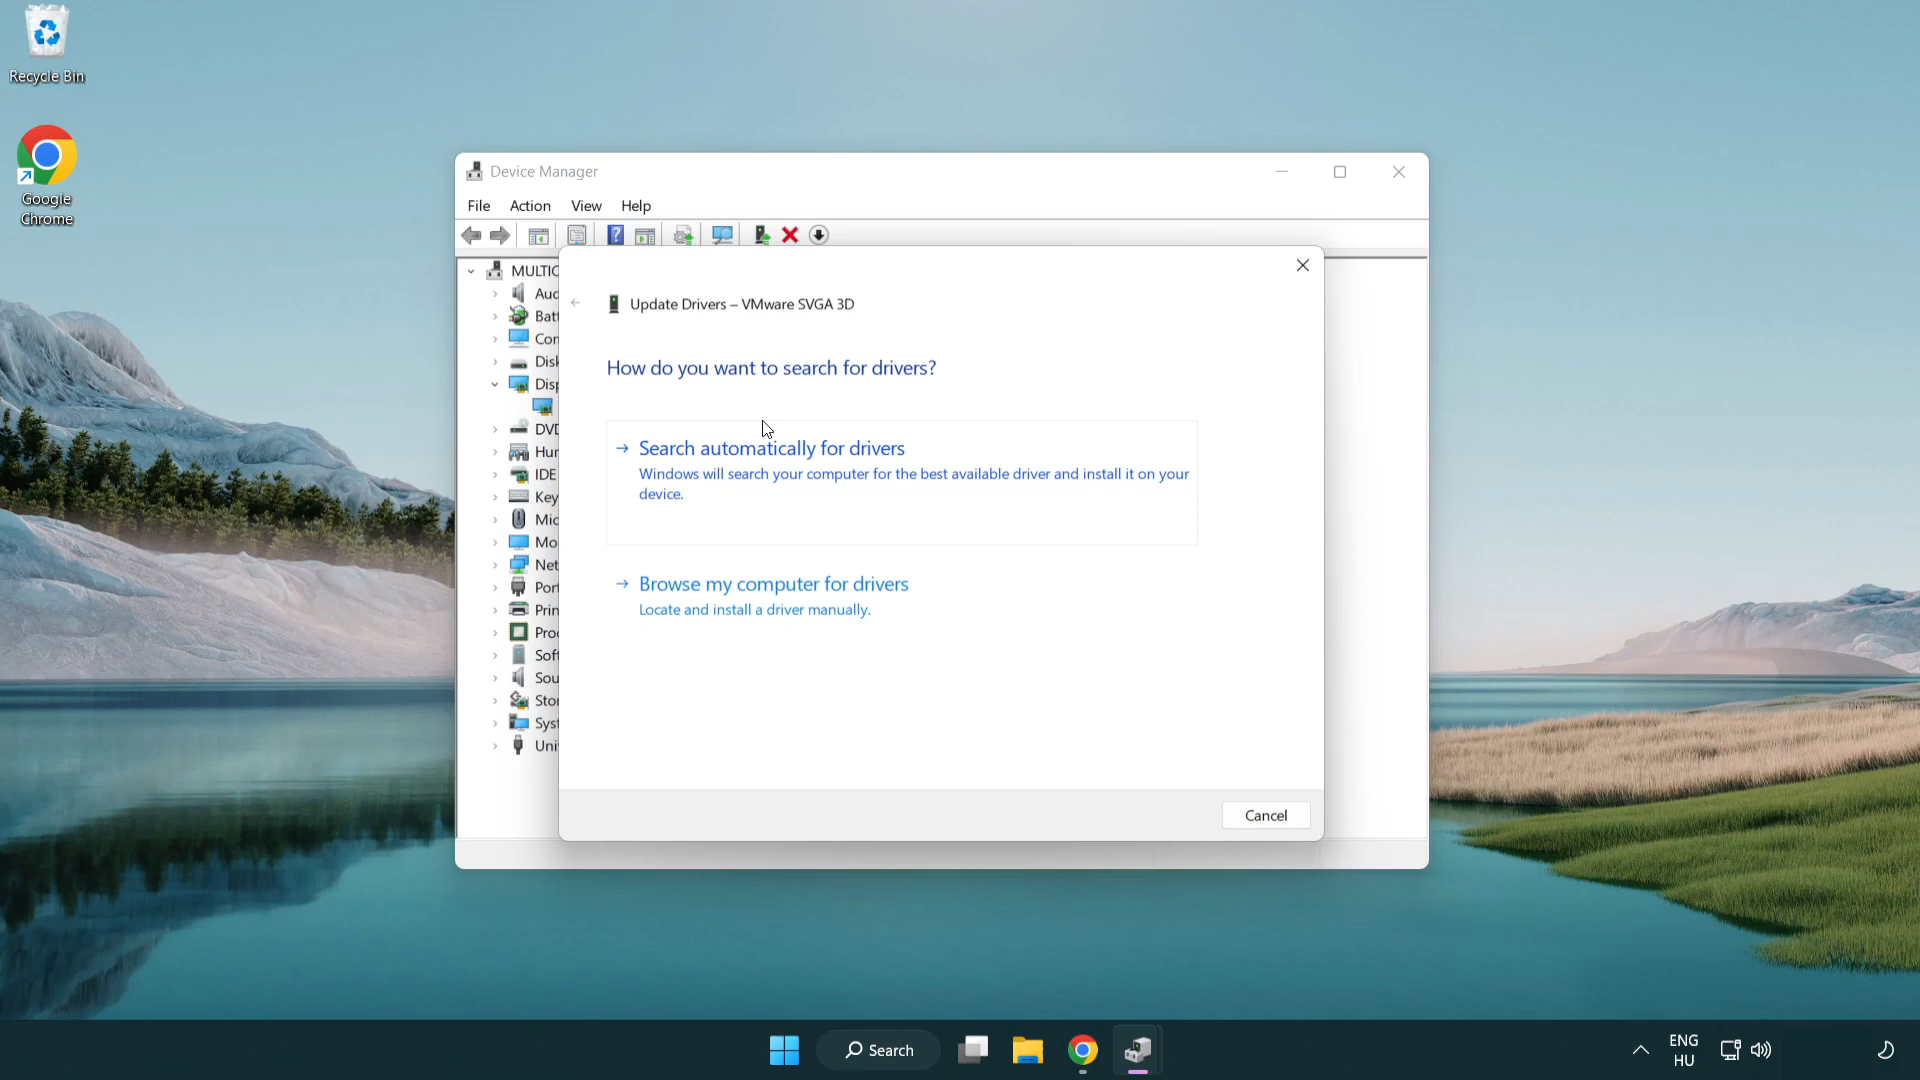 Recycle Bin
Google
Chrome
Device Manager
File Action View Help
MULTIC
Aud
Batt
Com
Disk
Disp
DVD
Hum
IDE
Key
Mic
Mo
Net
Port
Prin
Proc
Soft
Sou
Stor
Syst
Uni
Update Drivers – VMware SVGA 3D
How do you want to search for drivers?
Search automatically for drivers
Windows will search your computer for the best available driver and install it on your
device.
Browse my computer for drivers
Locate and install a driver manually.
Cancel
Search
ENG
HU